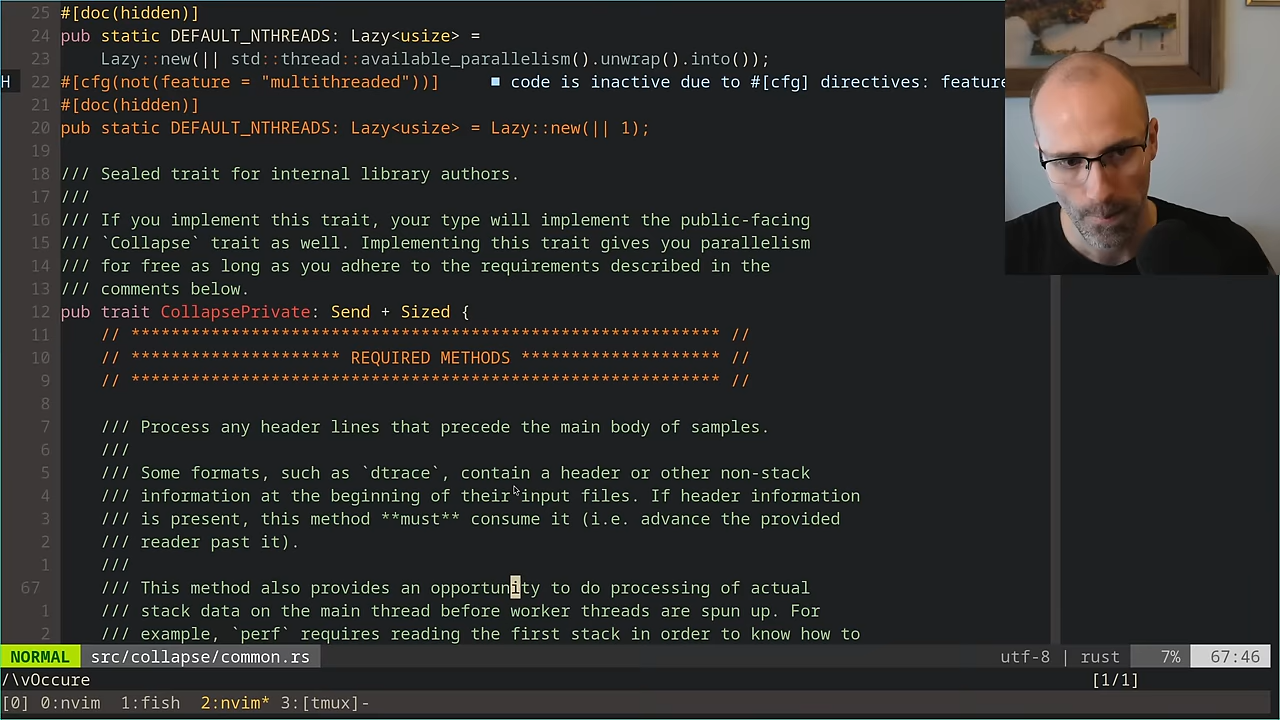 25 #[doc(hidden)]
24 pub static DEFAULT_NTHREADS: Lazy<usize> =
23     Lazy::new(|| std::thread::available_parallelism().unwrap().into());
H 22 #[cfg(not(feature = "multithreaded"))]     ■ code is inactive due to #[cfg] directives: feature
21 #[doc(hidden)]
20 pub static DEFAULT_NTHREADS: Lazy<usize> = Lazy::new(|| 1);
19
18 /// Sealed trait for internal library authors.
17 ///
16 /// If you implement this trait, your type will implement the public-facing
15 /// `Collapse` trait as well. Implementing this trait gives you parallelism
14 /// for free as long as you adhere to the requirements described in the
13 /// comments below.
12 pub trait CollapsePrivate: Send + Sized {
11     // *********************************************************** //
10     // ********************* REQUIRED METHODS ******************** //
9     // *********************************************************** //
8
7     /// Process any header lines that precede the main body of samples.
6     ///
5     /// Some formats, such as `dtrace`, contain a header or other non-stack
4     /// information at the beginning of their input files. If header information
3     /// is present, this method **must** consume it (i.e. advance the provided
2     /// reader past it).
1     ///
67     /// This method also provides an opportunity to do processing of actual
1     /// stack data on the main thread before worker threads are spun up. For
2     /// example, `perf` requires reading the first stack in order to know how to
NORMAL src/collapse/common.rs utf-8 | rust 7% 67:46
/\vOccure [1/1]
[0] 0:nvim 1:fish 2:nvim* 3:[tmux]-